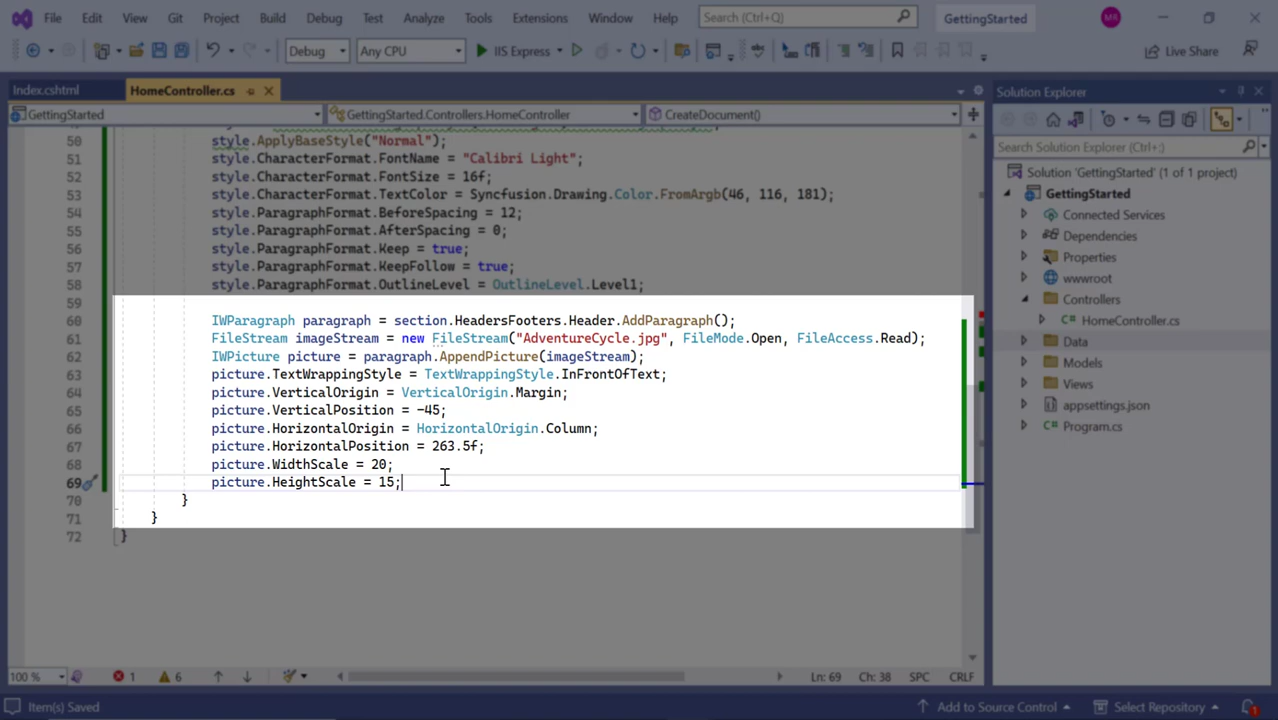 File Edit View Git Project Build Debug Test Analyze Tools Extensions Window Help Search (Ctrl+Q) GettingStarted MG
Debug Any CPU IIS Express Live Share
Index.cshtml HomeController.cs
GettingStarted GettingStarted.Controllers.HomeController CreateDocument()
50 style.ApplyBaseStyle("Normal");
51 style.CharacterFormat.FontName = "Calibri Light";
52 style.CharacterFormat.FontSize = 16f;
53 style.CharacterFormat.TextColor = Syncfusion.Drawing.Color.FromArgb(46, 116, 181);
54 style.ParagraphFormat.BeforeSpacing = 12;
55 style.ParagraphFormat.AfterSpacing = 0;
56 style.ParagraphFormat.Keep = true;
57 style.ParagraphFormat.KeepFollow = true;
58 style.ParagraphFormat.OutlineLevel = OutlineLevel.Level1;
59
60 IWParagraph paragraph = section.HeadersFooters.Header.AddParagraph();
61 FileStream imageStream = new FileStream("AdventureCycle.jpg", FileMode.Open, FileAccess.Read);
62 IWPicture picture = paragraph.AppendPicture(imageStream);
63 picture.TextWrappingStyle = TextWrappingStyle.InFrontOfText;
64 picture.VerticalOrigin = VerticalOrigin.Margin;
65 picture.VerticalPosition = -45;
66 picture.HorizontalOrigin = HorizontalOrigin.Column;
67 picture.HorizontalPosition = 263.5f;
68 picture.WidthScale = 20;
69 picture.HeightScale = 15;
70 }
71 }
72 }
100 % 1 6 Ln: 69 Ch: 38 SPC CRLF
Solution Explorer
Search Solution Explorer (Ctrl+;)
Solution 'GettingStarted' (1 of 1 project)
GettingStarted
Connected Services
Dependencies
Properties
wwwroot
Controllers
C# HomeController.cs
Data
Models
Views
appsettings.json
C# Program.cs
Item(s) Saved Add to Source Control Select Repository 1